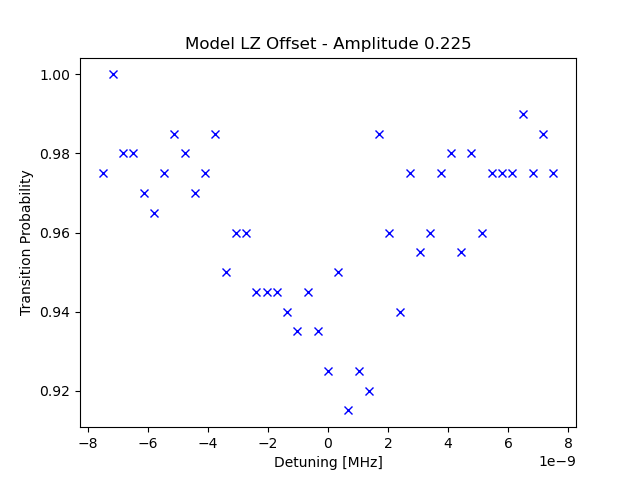 Model LZ Offset - Amplitude 0.225
Transition Probability
1.00
0.98
0.96
0.94
0.92
−8 −6 −4 −2 0 2 4 6 8
Detuning [MHz]
1e−9